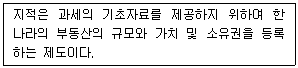 지적은 과세의 기초자료를 제공하지 위하여 한
나라의 부동산의 규모와 가치 및 소유권을 등록
하는 제도이다.